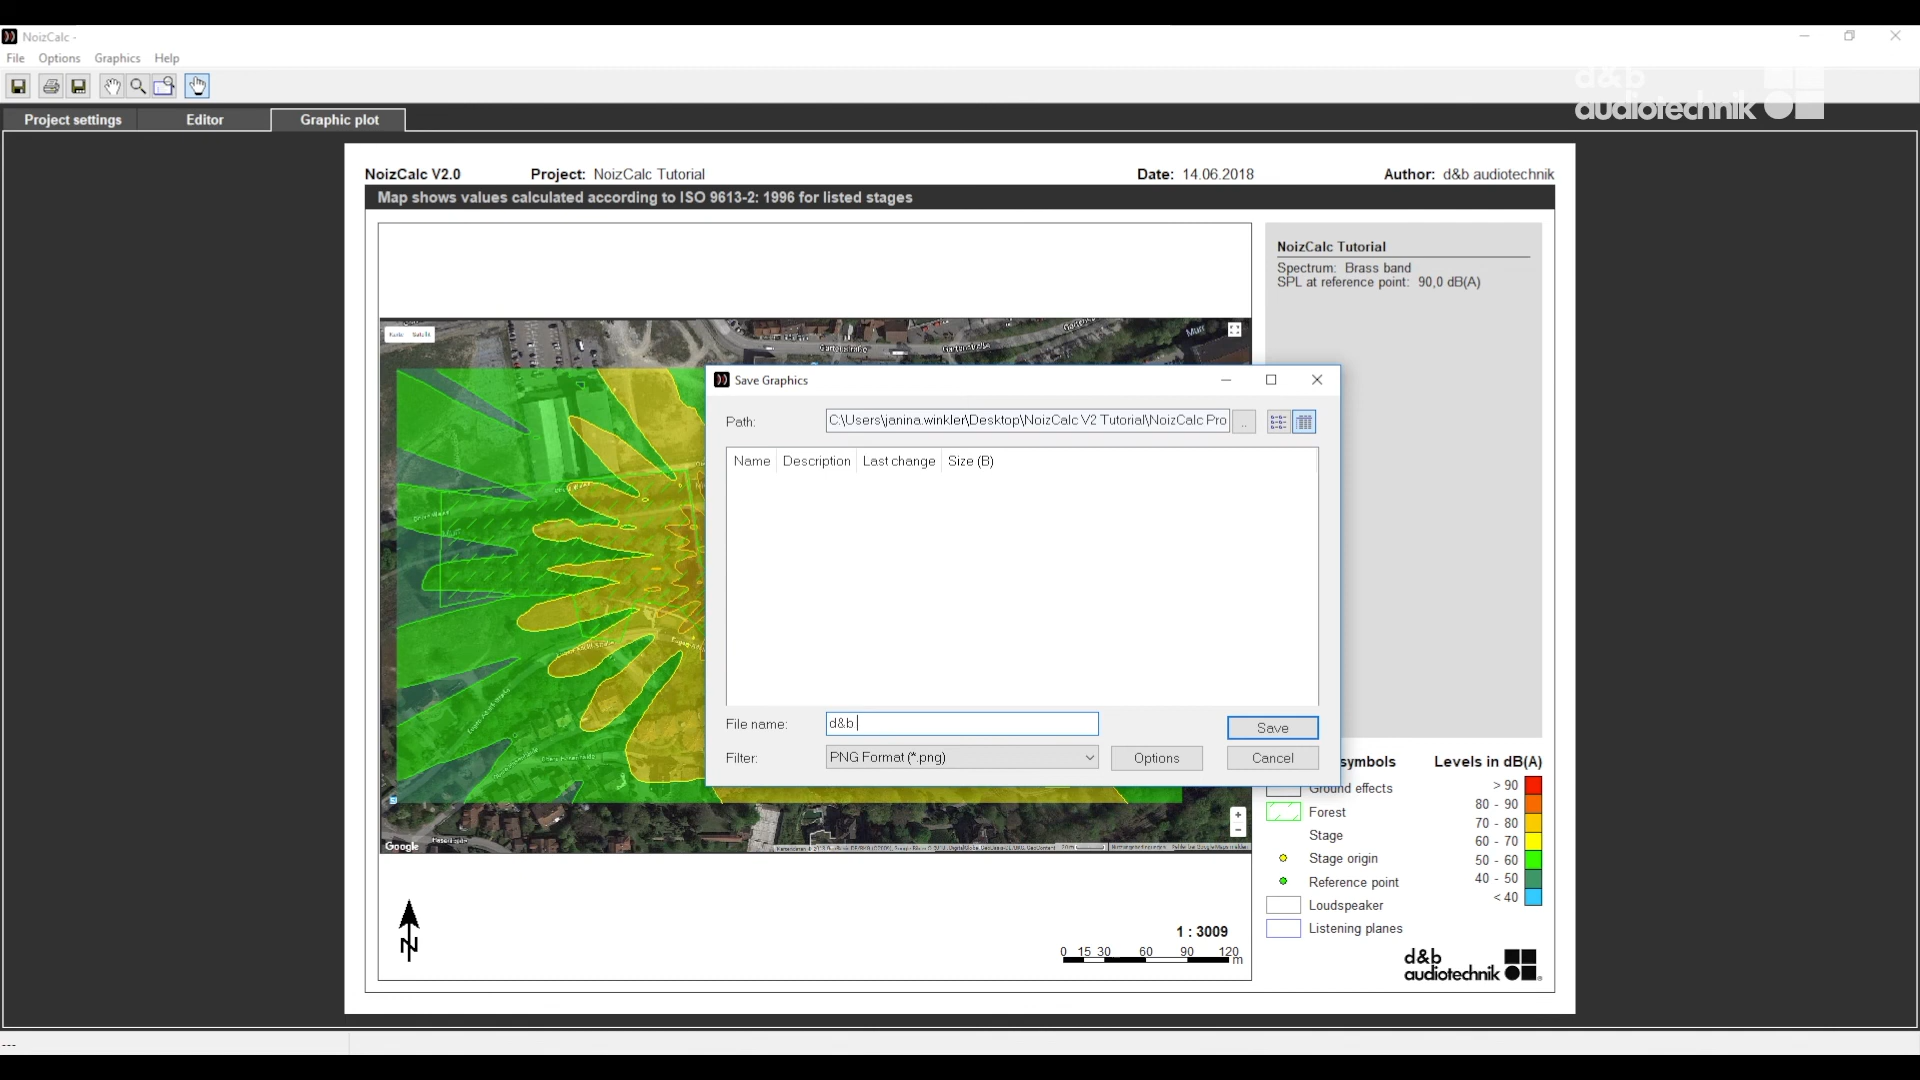 NoizCalc -
File Options Graphics Help
d&b
audiotechnik
Project settings Editor Graphic plot
NoizCalc V2.0 Project: NoizCalc Tutorial Date: 14.06.2018 Author: d&b audiotechnik
Map shows values calculated according to ISO 9613-2: 1996 for listed stages
NoizCalc Tutorial
Spectrum: Brass band
SPL at reference point: 90,0 dB(A)
Karte Satellit
Gartenstraße Gartenstraße
Murr
Save Graphics
Path: C:\Users\janina.winkler\Desktop\NoizCalc V2 Tutorial\NoizCalc Pro ..
Name Description Last change Size (B)
File name: d&b
Save
Filter: PNG Format (*.png) Options Cancel
Google
symbols
Ground effects
Forest
Stage
Stage origin
Reference point
Loudspeaker
Listening planes
Levels in dB(A)
> 90
80 - 90
70 - 80
60 - 70
50 - 60
40 - 50
< 40
N
1 : 3009
0 15 30 60 90 120
m
d&b
audiotechnik
---